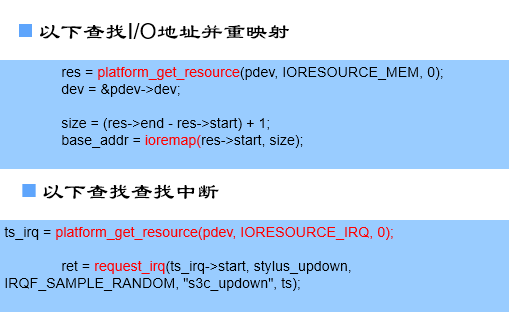 以下查找I/O地址并重映射
res = platform_get_resource(pdev, IORESOURCE_MEM, 0);
dev = &pdev->dev;
size = (res->end - res->start) + 1;
base_addr = ioremap(res->start, size);
以下查找查找中断
ts_irq = platform_get_resource(pdev, IORESOURCE_IRQ, 0);
ret = request_irq(ts_irq->start, stylus_updown,
IRQF_SAMPLE_RANDOM, "s3c_updown", ts);